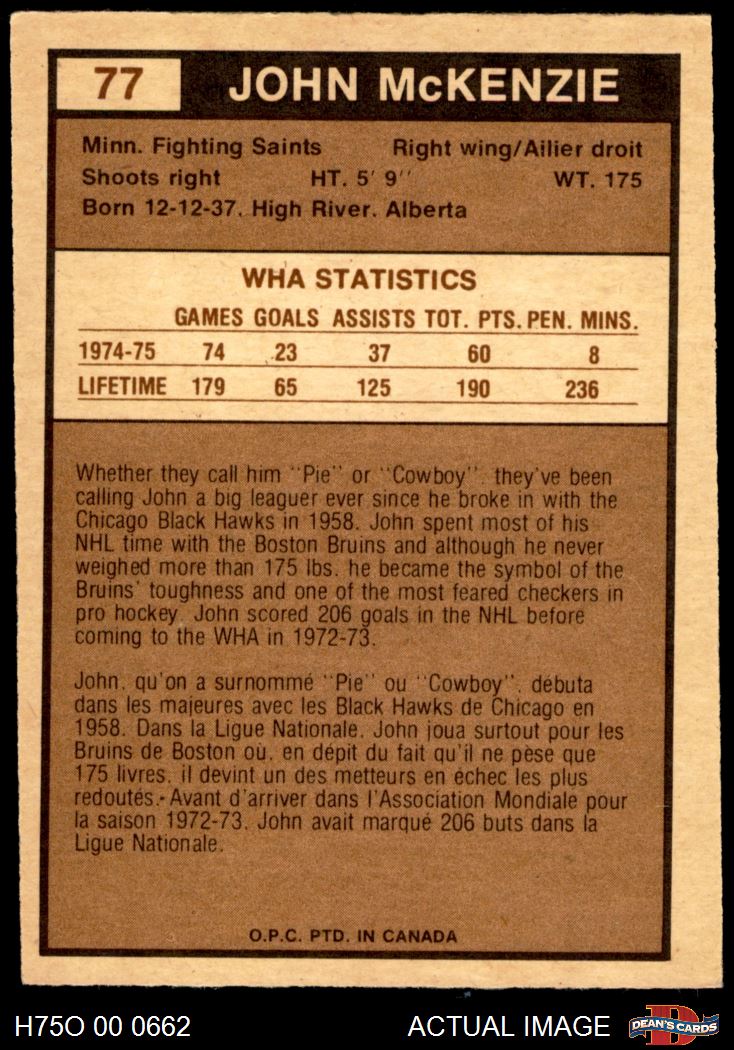 77 JOHN McKENZIE
Minn. Fighting Saints Right wing/Ailier droit
Shoots right HT. 5' 9'' WT. 175
Born 12-12-37. High River. Alberta
WHA STATISTICS
GAMES GOALS ASSISTS TOT. PTS. PEN. MINS.
1974-75 74 23 37 60 8
LIFETIME 179 65 125 190 236
Whether they call him "Pie" or "Cowboy". they've been
calling John a big leaguer ever since he broke in with the
Chicago Black Hawks in 1958. John spent most of his
NHL time with the Boston Bruins and although he never
weighed more than 175 lbs. he became the symbol of the
Bruins' toughness and one of the most feared checkers in
pro hockey. John scored 206 goals in the NHL before
coming to the WHA in 1972-73.
John. qu'on a surnommé "Pie" ou "Cowboy". débuta
dans les majeures avec les Black Hawks de Chicago en
1958. Dans la Ligue Nationale. John joua surtout pour les
Bruins de Boston où. en dépit du fait qu'il ne pèse que
175 livres. il devint un des metteurs en échec les plus
redoutés. Avant d'arriver dans l'Association Mondiale pour
la saison 1972-73. John avait marqué 206 buts dans la
Ligue Nationale.
O.P.C. PTD. IN CANADA
H75O 00 0662 ACTUAL IMAGE D DEAN'S CARDS